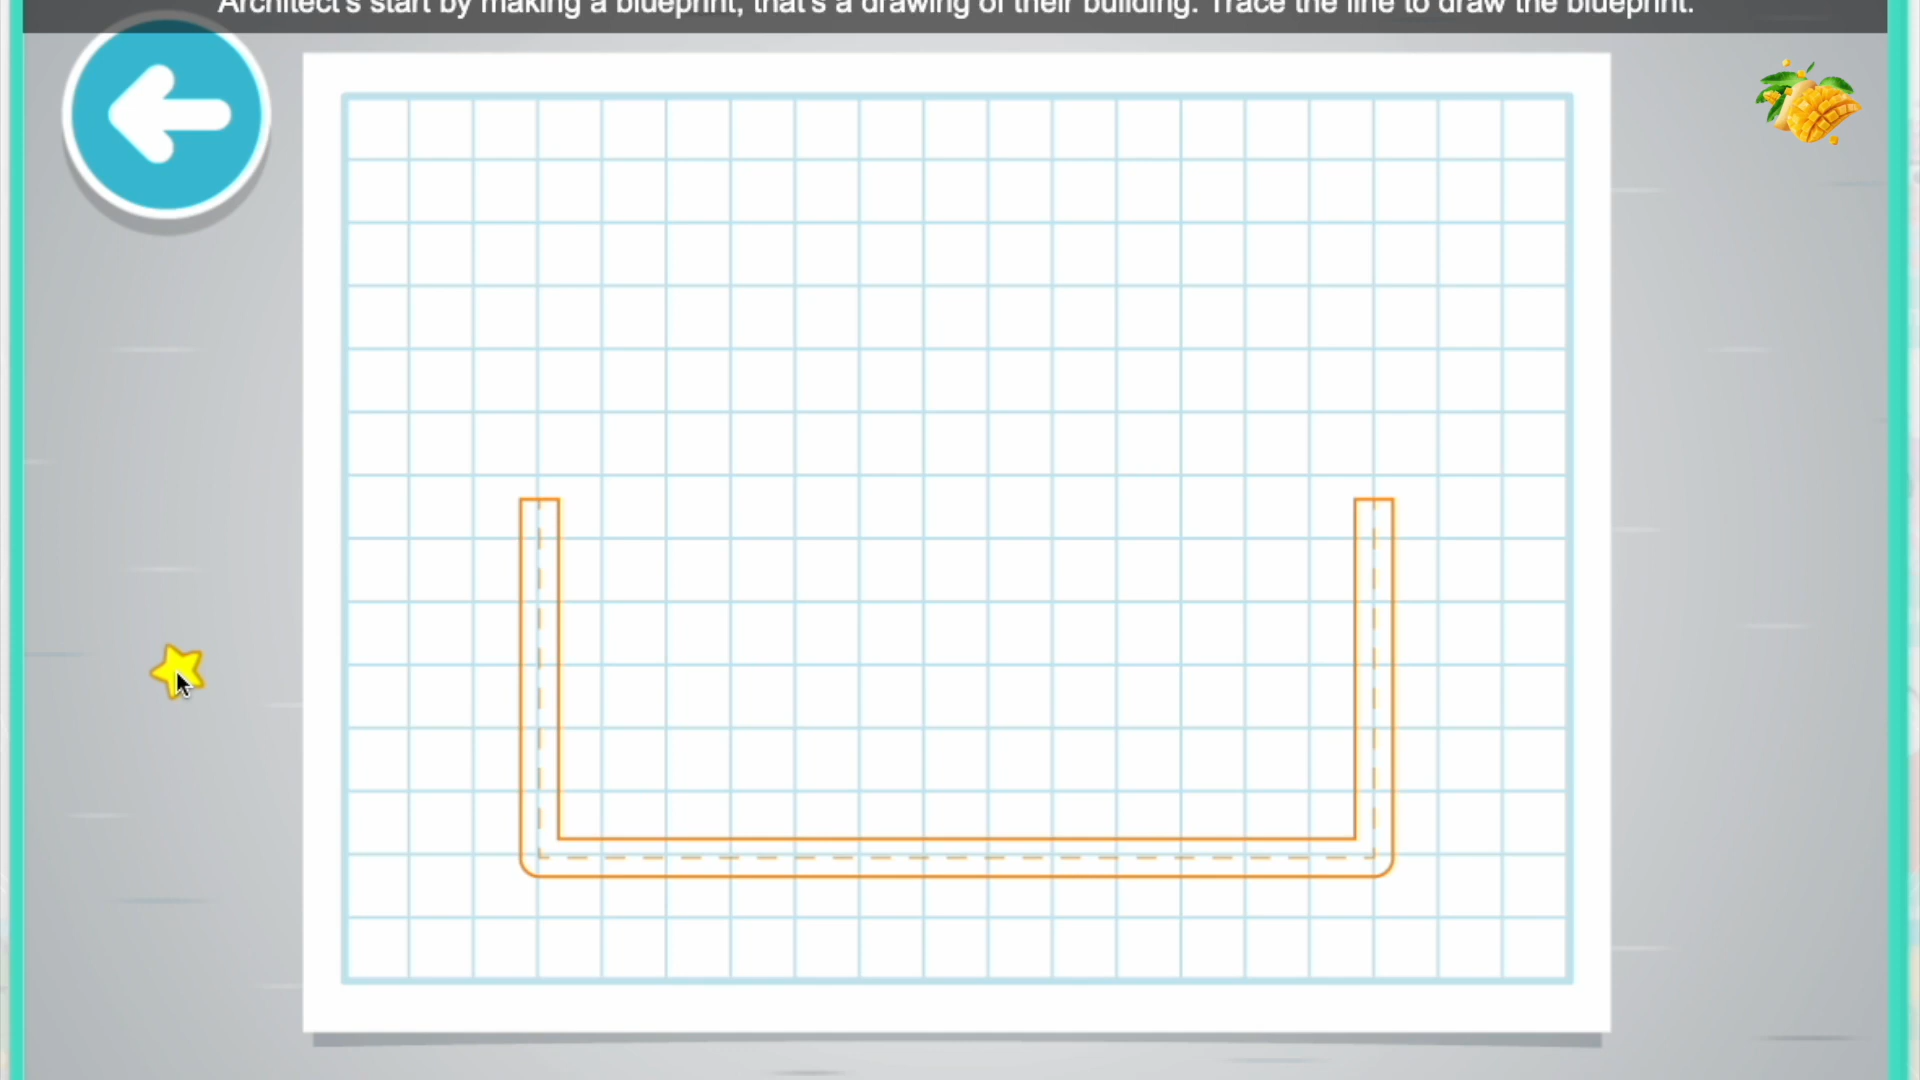 Architect's start by making a blueprint, that's a drawing of their building. Trace the line to draw the blueprint.